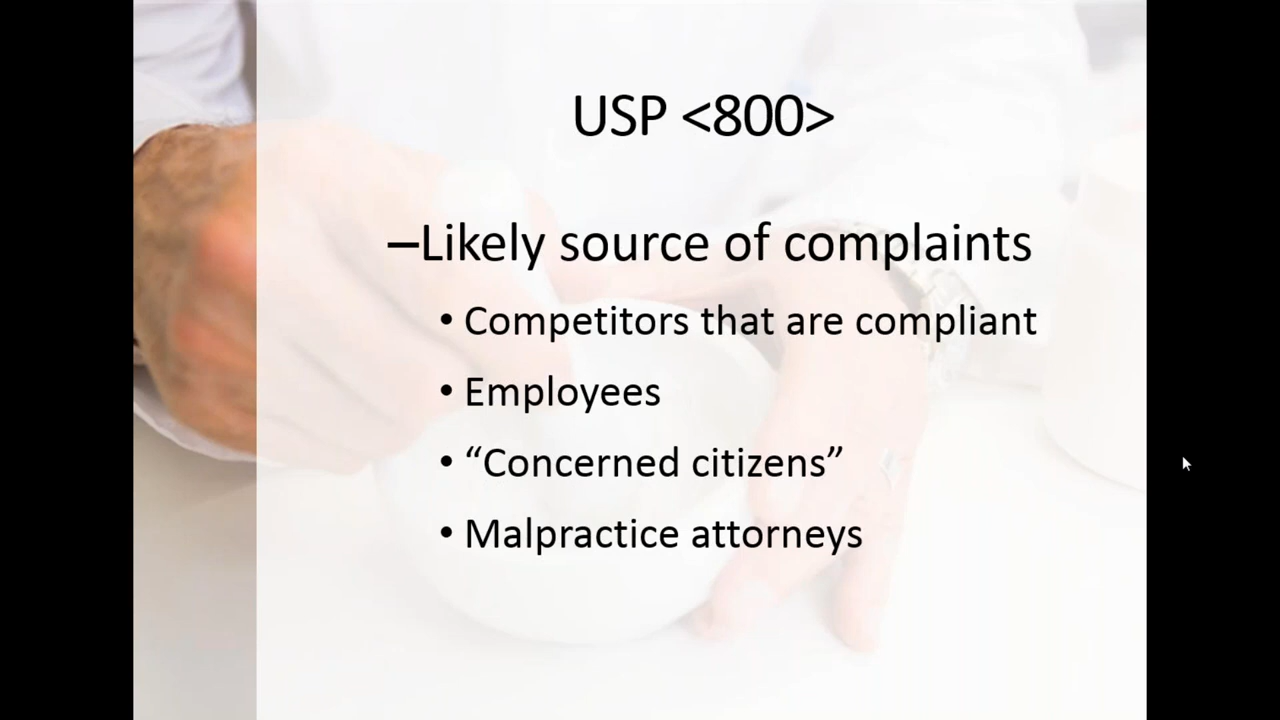 USP <800>
–Likely source of complaints
• Competitors that are compliant
• Employees
• “Concerned citizens”
• Malpractice attorneys